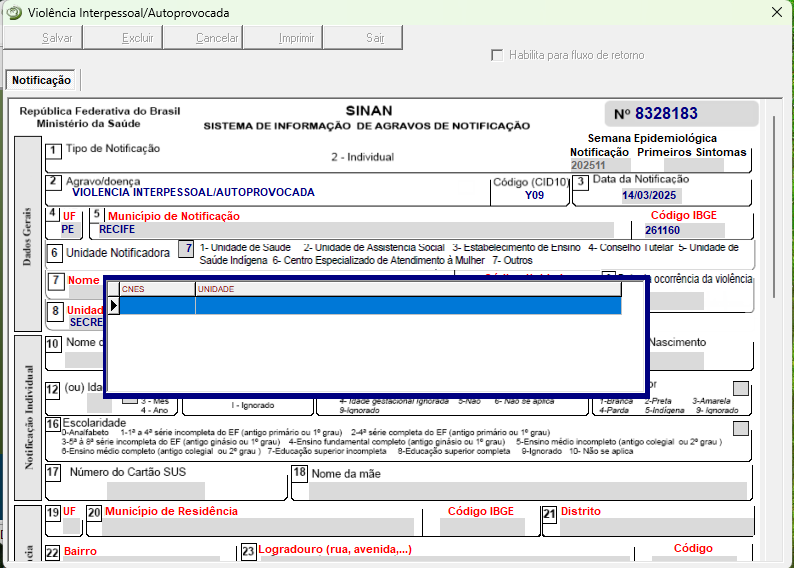 Violência Interpessoal/Autoprovocada
Salvar Excluir Cancelar Imprimir Sair
Habilita para fluxo de retorno
Notificação
República Federativa do Brasil
Ministério da Saúde
SINAN
SISTEMA DE INFORMAÇÃO DE AGRAVOS DE NOTIFICAÇÃO
Nº 8328183
Semana Epidemiológica
Notificação Primeiros Sintomas
202511
Dados Gerais
1 Tipo de Notificação
2 - Individual
2 Agravo/doença
VIOLENCIA INTERPESSOAL/AUTOPROVOCADA
Código (CID10)
Y09
3 Data da Notificação
14/03/2025
4 UF
PE
5 Município de Notificação
RECIFE
Código IBGE
261160
6 Unidade Notificadora 7
1- Unidade de Saúde 2- Unidade de Assistência Social 3- Estabelecimento de Ensino 4- Conselho Tutelar 5- Unidade de
Saúde Indígena 6- Centro Especializado de Atendimento à Mulher 7- Outros
7 Nome
ocorrência da violência
8 Unidad
SECRE
CNES UNIDADE
Notificação Individual
10 Nome
Nascimento
12 (ou) Ida
3 - Mês
4 - Ano
I - Ignorado
4- Idade gestacional ignorada 5-Não 6- Não se aplica
9-Ignorado
or
1-Branca 2-Preta 3-Amarela
4-Parda 5-Indígena 9- Ignorado
16 Escolaridade
0-Analfabeto 1-1ª a 4ª série incompleta do EF (antigo primário ou 1º grau) 2-4ª série completa do EF (antigo primário ou 1º grau)
3-5ª à 8ª série incompleta do EF (antigo ginásio ou 1º grau) 4-Ensino fundamental completo (antigo ginásio ou 1º grau) 5-Ensino médio incompleto (antigo colegial ou 2º grau )
6-Ensino médio completo (antigo colegial ou 2º grau ) 7-Educação superior incompleta 8-Educação superior completa 9-Ignorado 10- Não se aplica
17 Número do Cartão SUS
18 Nome da mãe
19 UF
20 Município de Residência
Código IBGE
21 Distrito
22 Bairro
23 Logradouro (rua, avenida,...)
Código